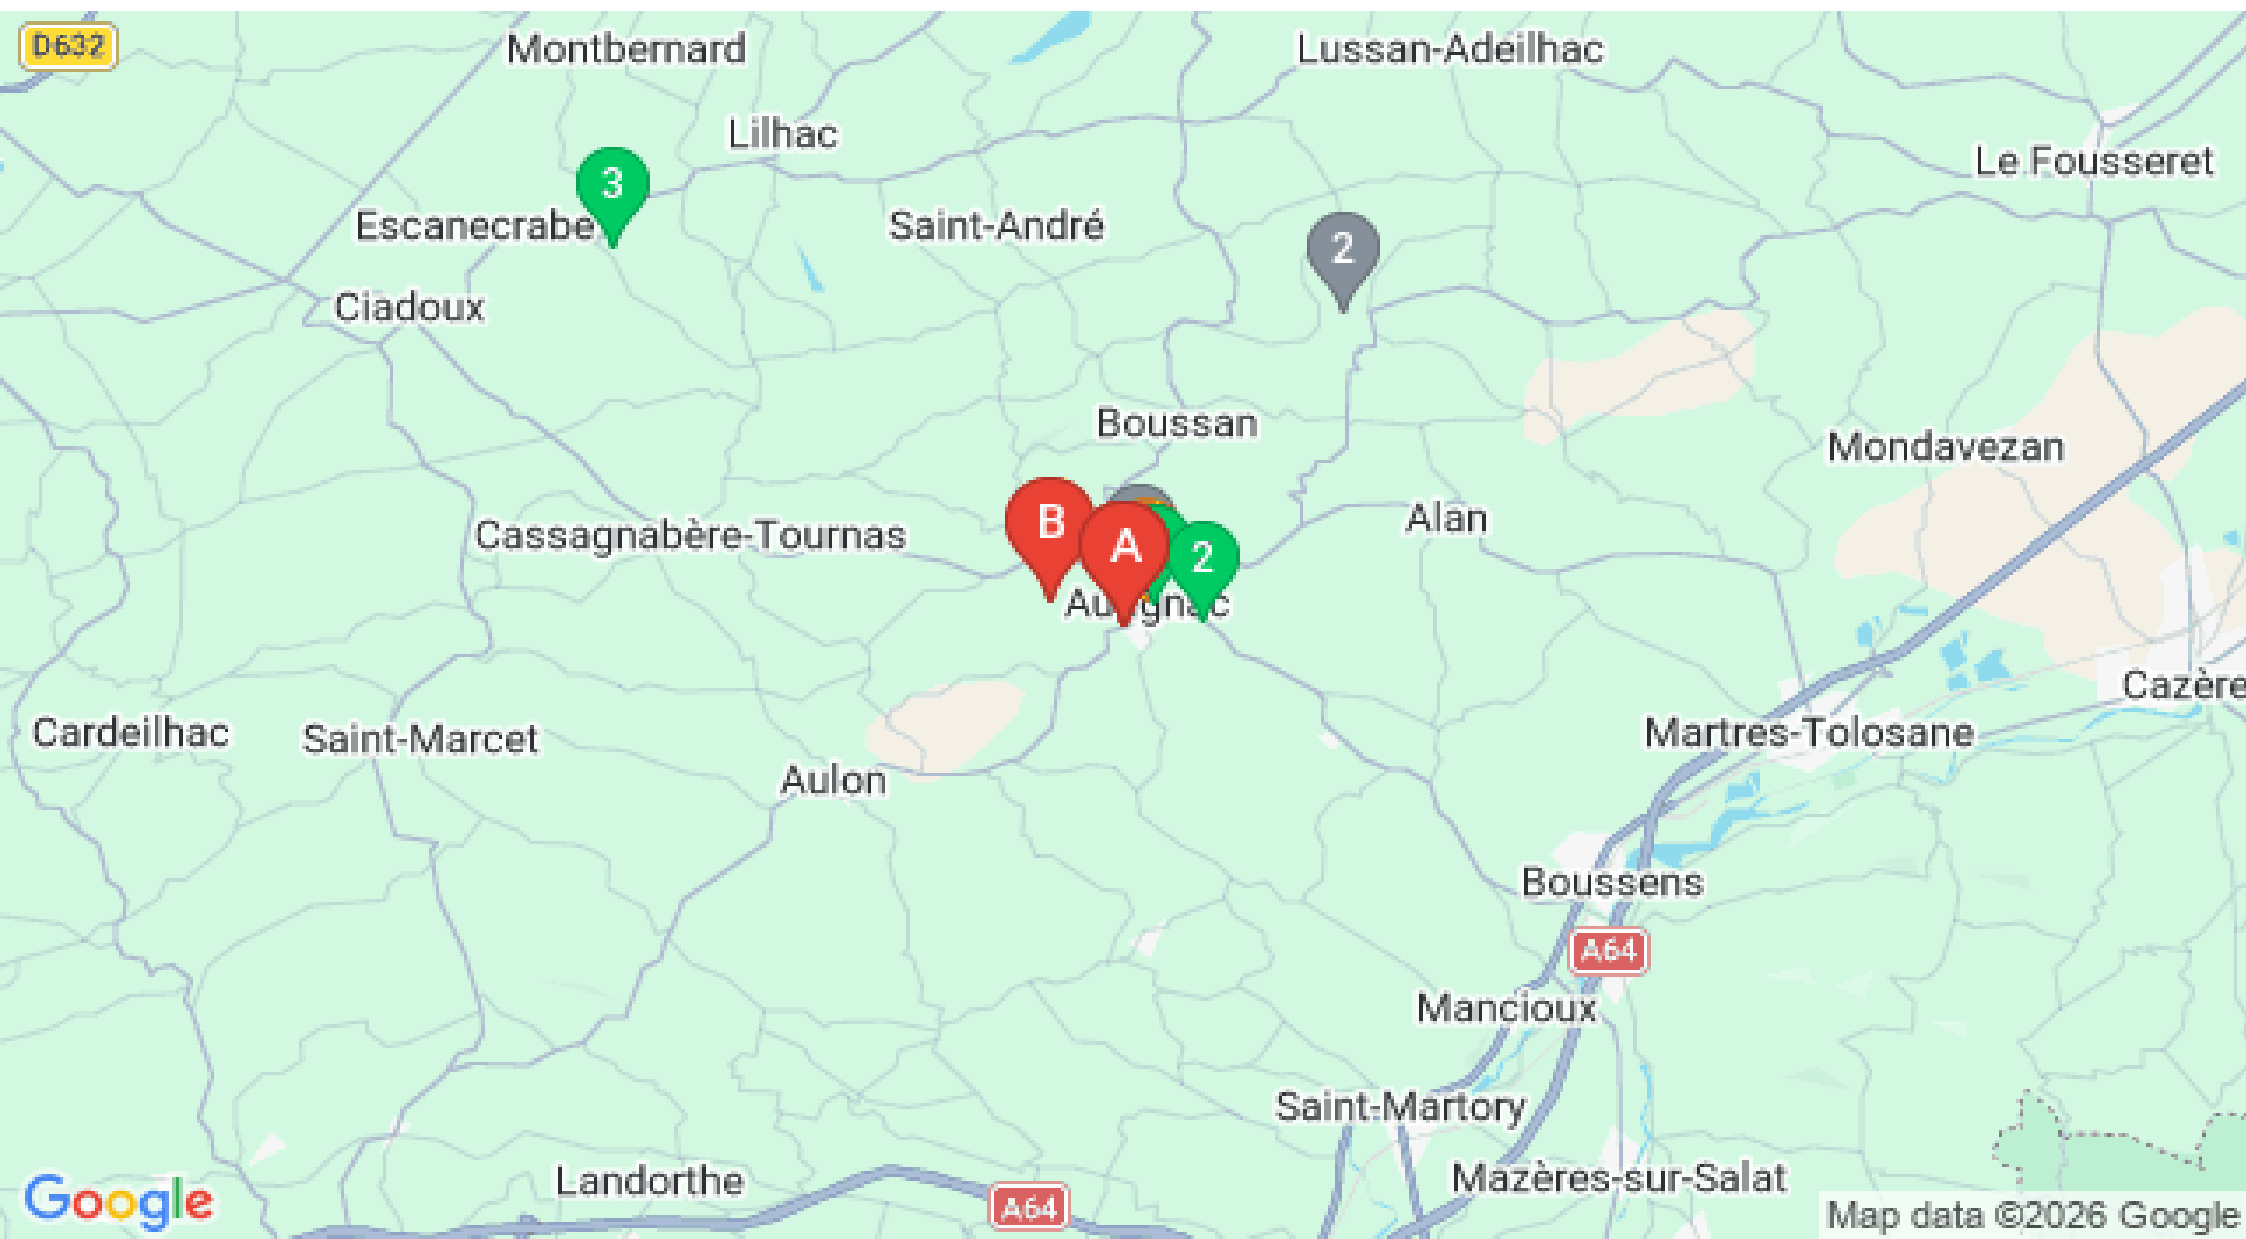 D632
Montbernard
Lussan-Adeilhac
Lilhac
Le Fousseret
3
Escanecrabe
Saint-André
2
Ciadoux
Boussan
Mondavezan
B
A
2
Alan
Cassagnabère-Tournas
Cazère
Cardeilhac
Saint-Marcet
Martres-Tolosane
Aulon
Boussens
A64
Mancioux
Saint-Martory
Landorthe
Mazères-sur-Salat
A64
Google
Map data ©2026 Google